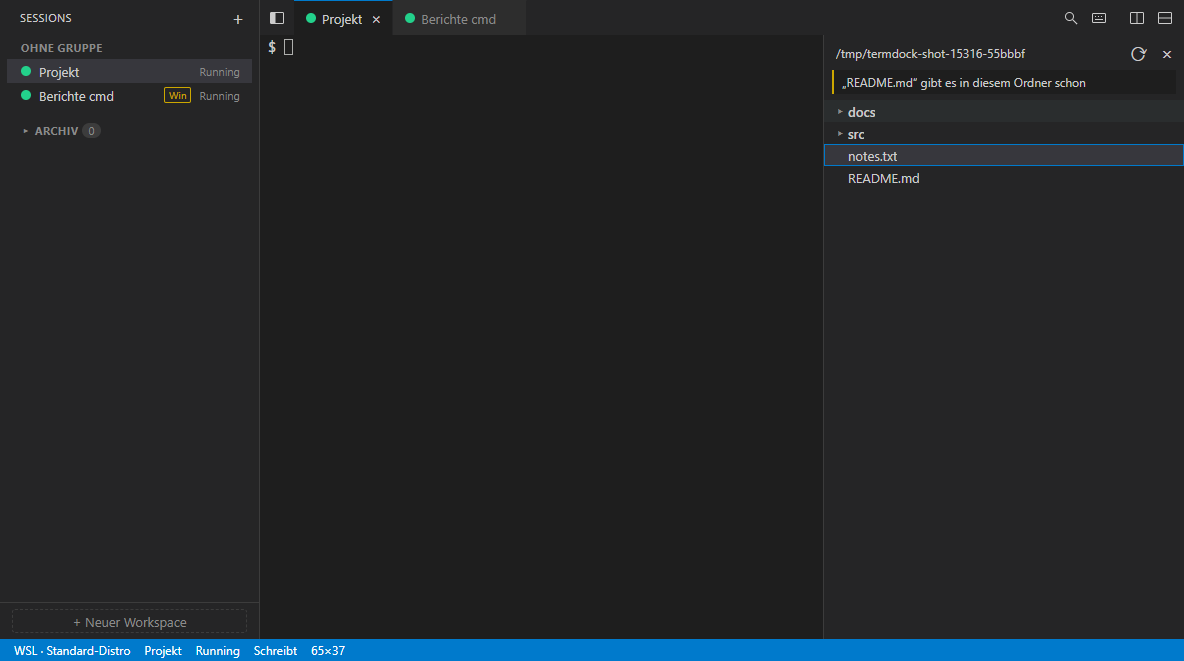 SESSIONS
+
OHNE GRUPPE
Projekt Running
Berichte cmd Win Running
ARCHIV 0
+ Neuer Workspace
Projekt ×
Berichte cmd
$
/tmp/termdock-shot-15316-55bbbf ×
„README.md“ gibt es in diesem Ordner schon
docs
src
notes.txt
README.md
WSL · Standard-Distro Projekt Running Schreibt 65×37